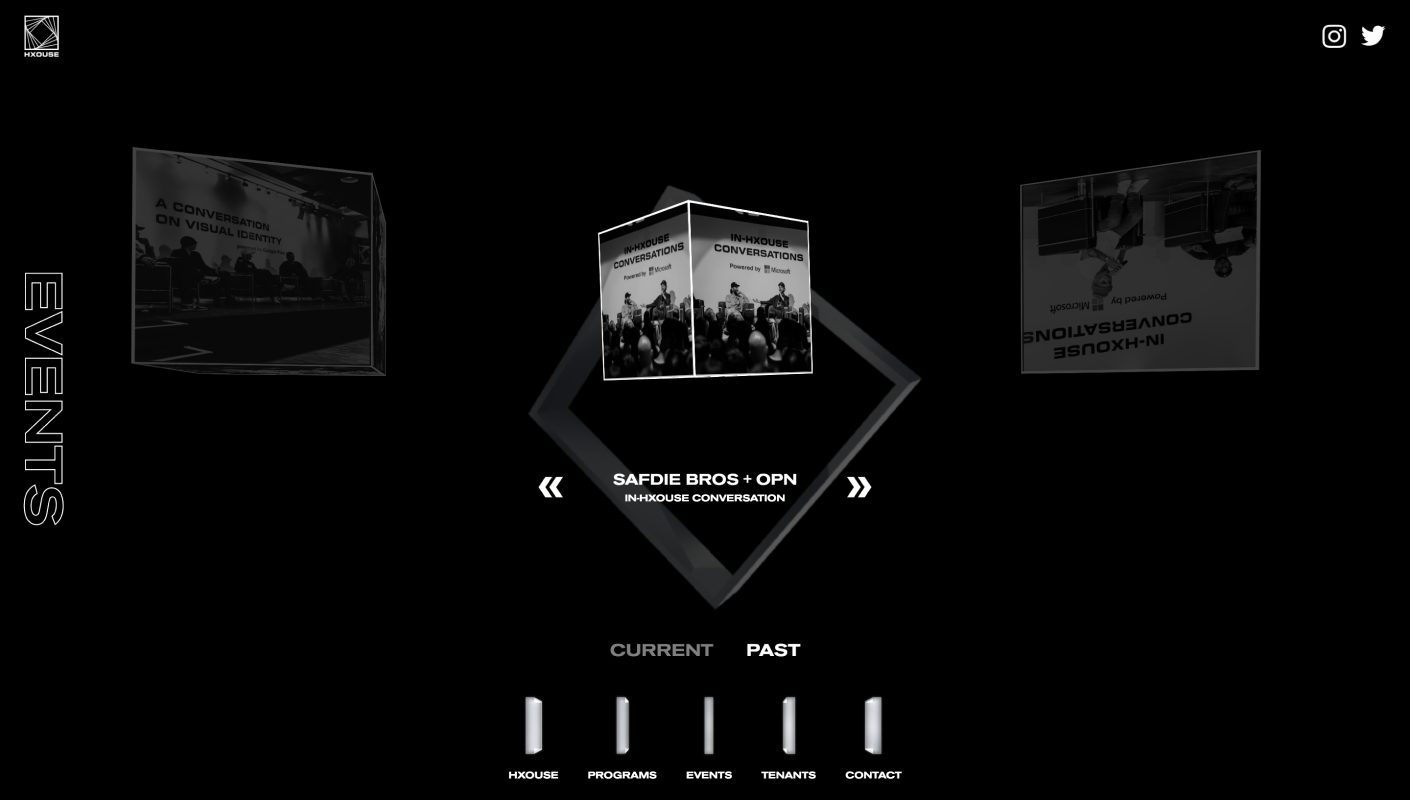 HXOUSE
EVENTS
A CONVERSATION
ON VISUAL IDENTITY
IN-HXOUSE
CONVERSATIONS
Powered by Microsoft
IN-HXOUSE
CONVERSATIONS
Powered by Microsoft
IN-HXOUSE
CONVERSATIONS
Powered by Microsoft
SAFDIE BROS + OPN
IN-HXOUSE CONVERSATION
CURRENT PAST
HXOUSE PROGRAMS EVENTS TENANTS CONTACT